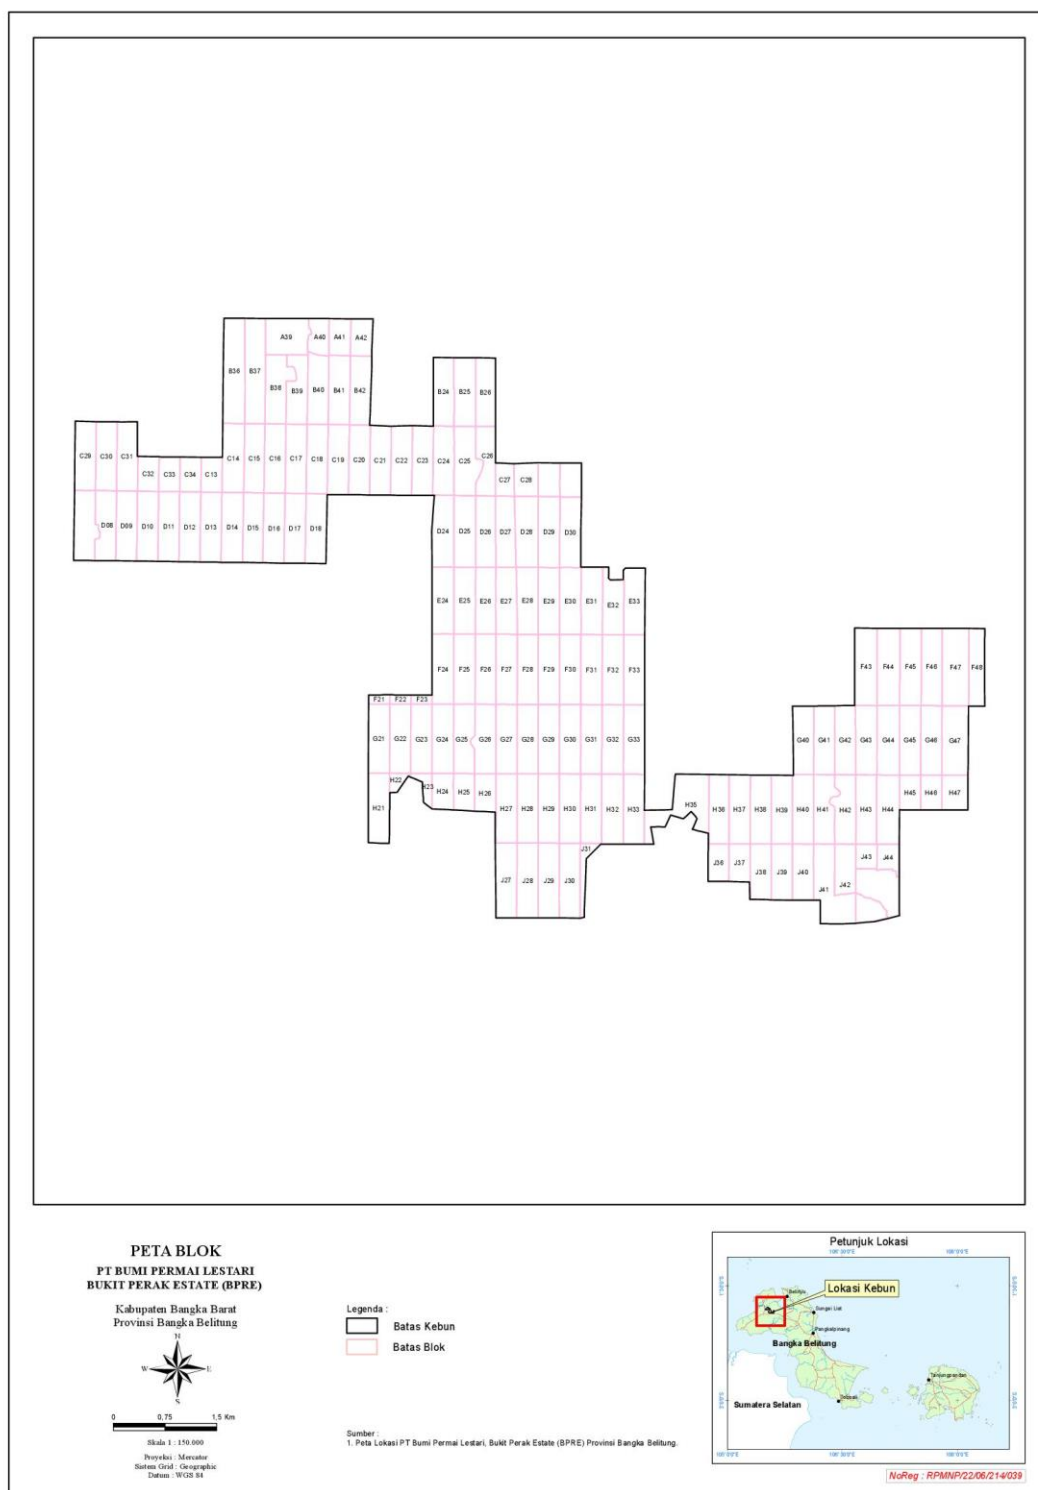 A39 A40 A41 A42
B36 B37 B38 B39 B40 B41 B42
B24 B25 B26
C29 C30 C31
C32 C33 C34 C13
C14 C15 C16 C17 C18 C19 C20 C21 C22 C23 C24 C25 C26
C27 C28
D08 D09 D10 D11 D12 D13 D14 D15 D16 D17 D18
D24 D25 D26 D27 D28 D29 D30
E24 E25 E26 E27 E28 E29 E30 E31 E32 E33
F24 F25 F26 F27 F28 F29 F30 F31 F32 F33
F43 F44 F45 F46 F47 F48
F21 F22 F23
G21 G22 G23 G24 G25 G26 G27 G28 G29 G30 G31 G32 G33
G40 G41 G42 G43 G44 G45 G46 G47
H22 H23 H24 H25 H26
H45 H46 H47
H21 H27 H28 H29 H30 H31 H32 H33
H35 H36 H37 H38 H39 H40 H41 H42 H43 H44
J31
J36 J37 J38 J39 J40 J41 J42 J43 J44
J27 J28 J29 J30
PETA BLOK
PT BUMI PERMAI LESTARI
BUKIT PERAK ESTATE (BPRE)
Kabupaten Bangka Barat
Provinsi Bangka Belitung
N
W E
S
0 0,75 1,5 Km
Skala 1 : 150.000
Proyeksi : Mercator
Sistem Grid : Geographic
Datum : WGS 84
Legenda :
Batas Kebun
Batas Blok
Sumber :
1. Peta Lokasi PT Bumi Permai Lestari, Bukit Perak Estate (BPRE) Provinsi Bangka Belitung.
Petunjuk Lokasi
Lokasi Kebun
Sungai Liat
Pangkalpinang
Bangka Belitung
Tanjungpandan
Toboali
Sumatera Selatan
NoReg : RPMNP/22/06/214/039